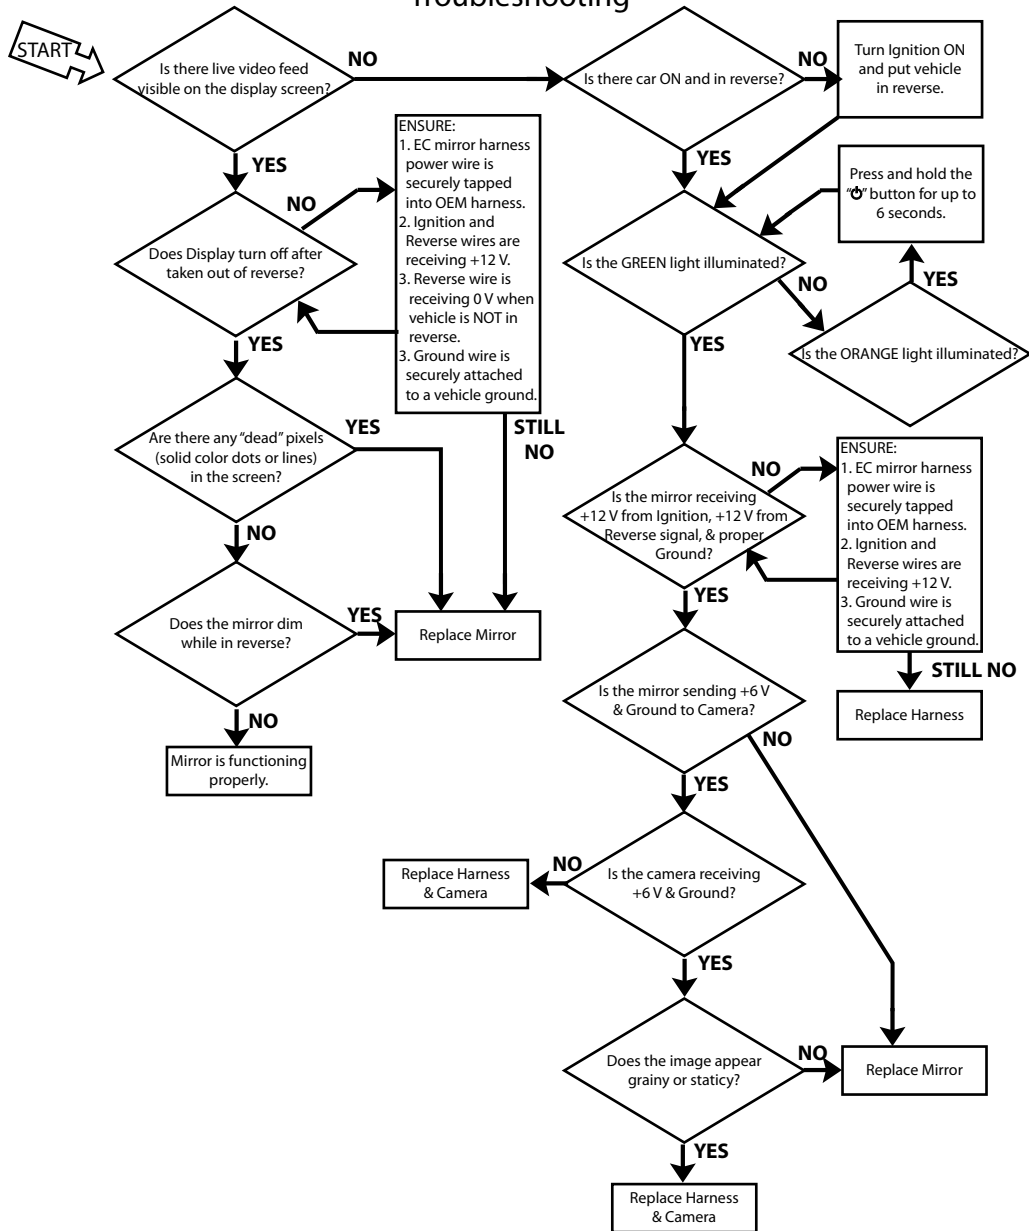 Troubleshooting
START
Is there live video feed
visible on the display screen?
NO
Is there car ON and in reverse?
NO
Turn Ignition ON
and put vehicle
in reverse.
YES
Does Display turn off after
taken out of reverse?
NO
ENSURE:
1. EC mirror harness
power wire is
securely tapped
into OEM harness.
2. Ignition and
Reverse wires are
receiving +12 V.
3. Reverse wire is
receiving 0 V when
vehicle is NOT in
reverse.
3. Ground wire is
securely attached
to a vehicle ground.
STILL
NO
YES
Are there any “dead” pixels
(solid color dots or lines)
in the screen?
YES
NO
Does the mirror dim
while in reverse?
YES
Replace Mirror
NO
Mirror is functioning
properly.
YES
Is the GREEN light illuminated?
NO
Is the ORANGE light illuminated?
YES
Press and hold the
“⏻” button for up to
6 seconds.
YES
Is the mirror receiving
+12 V from Ignition, +12 V from
Reverse signal, & proper
Ground?
NO
ENSURE:
1. EC mirror harness
power wire is
securely tapped
into OEM harness.
2. Ignition and
Reverse wires are
receiving +12 V.
3. Ground wire is
securely attached
to a vehicle ground.
STILL NO
Replace Harness
YES
Is the mirror sending +6 V
& Ground to Camera?
NO
YES
Is the camera receiving
+6 V & Ground?
NO
Replace Harness
& Camera
YES
Does the image appear
grainy or staticy?
NO
Replace Mirror
YES
Replace Harness
& Camera